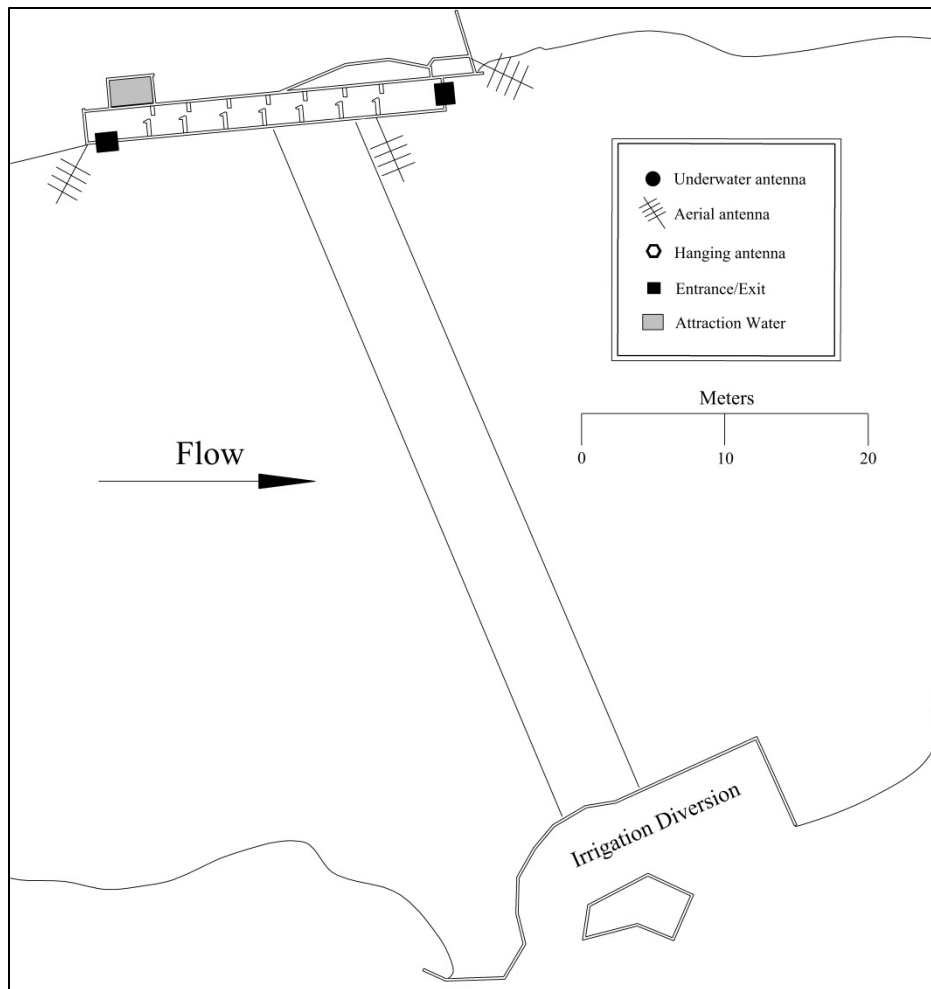 Underwater antenna
Aerial antenna
Hanging antenna
Entrance/Exit
Attraction Water
Meters
0 10 20
Flow
Irrigation Diversion